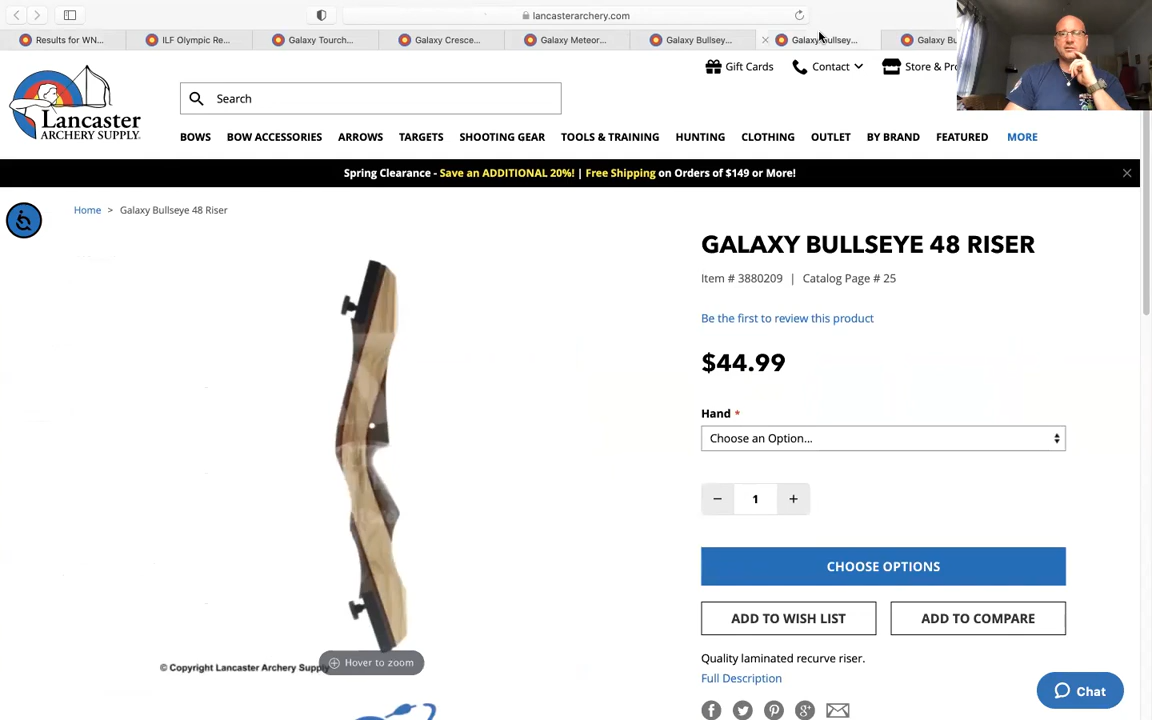 lancasterarchery.com
Results for WN...
ILF Olympic Re...
Galaxy Tourch...
Galaxy Cresce...
Galaxy Meteor...
Galaxy Bullsey...
Galaxy Bullsey...
Galaxy Bu
Gift Cards
Contact
Store & Pro
Lancaster
ARCHERY SUPPLY.
Search
BOWS
BOW ACCESSORIES
ARROWS
TARGETS
SHOOTING GEAR
TOOLS & TRAINING
HUNTING
CLOTHING
OUTLET
BY BRAND
FEATURED
MORE
Spring Clearance - Save an ADDITIONAL 20%! | Free Shipping on Orders of $149 or More!
Home > Galaxy Bullseye 48 Riser
GALAXY BULLSEYE 48 RISER
Item # 3880209 | Catalog Page # 25
Be the first to review this product
$44.99
Hand *
Choose an Option...
1
CHOOSE OPTIONS
ADD TO WISH LIST
ADD TO COMPARE
© Copyright Lancaster Archery Supply
Hover to zoom
Quality laminated recurve riser.
Full Description
Chat